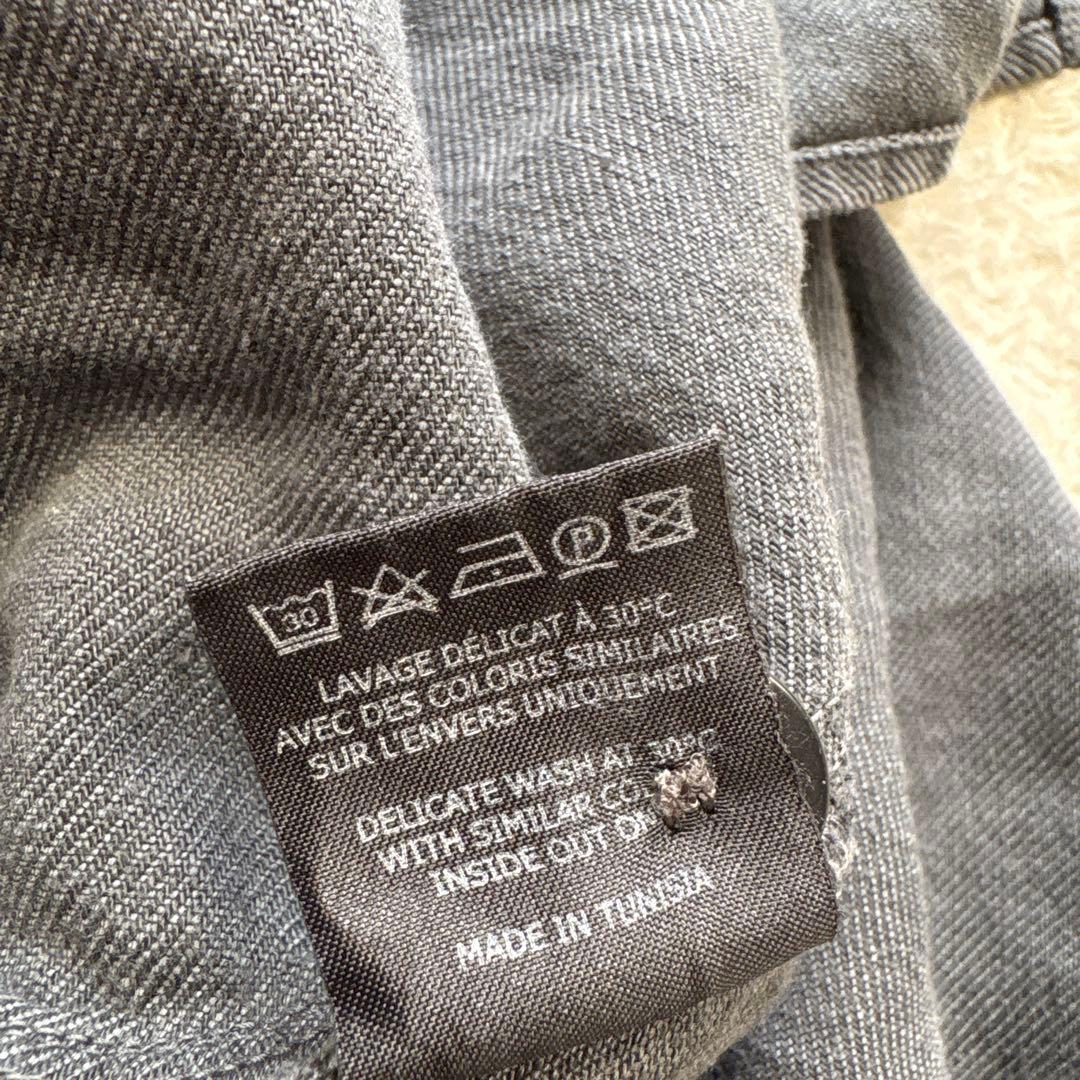 30 P
LAVAGE DÉLICAT À 30°C
AVEC DES COLORIS SIMILAIRES
SUR L'ENVERS UNIQUEMENT
DELICATE WASH AT 30°C
WITH SIMILAR
INSIDE OUT
MADE IN TUNISIA